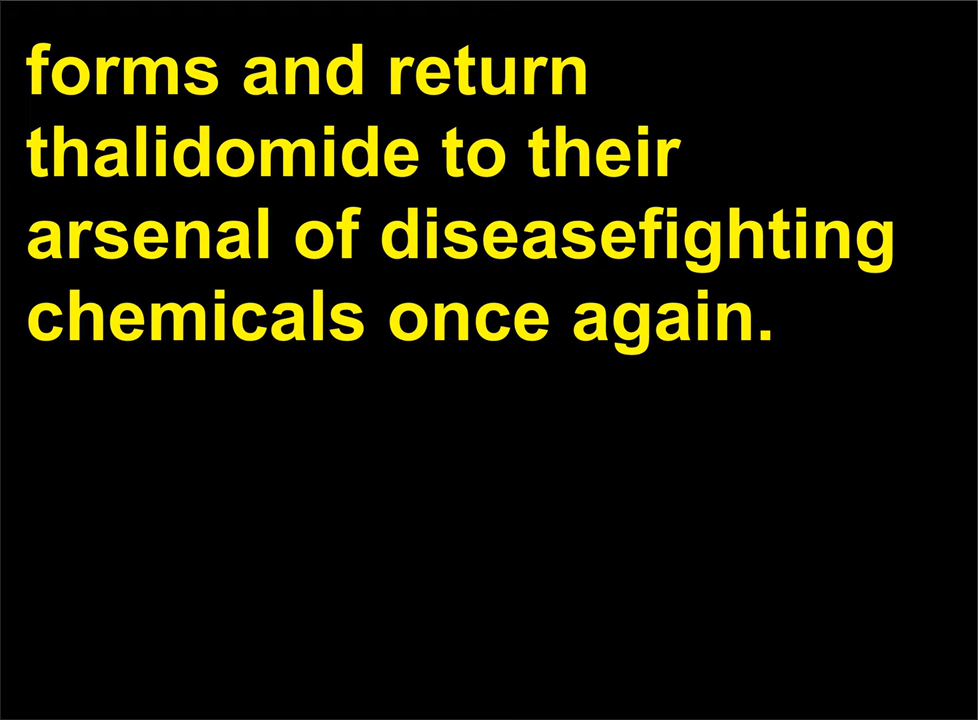 forms and return
thalidomide to their
arsenal of diseasefighting
chemicals once again.